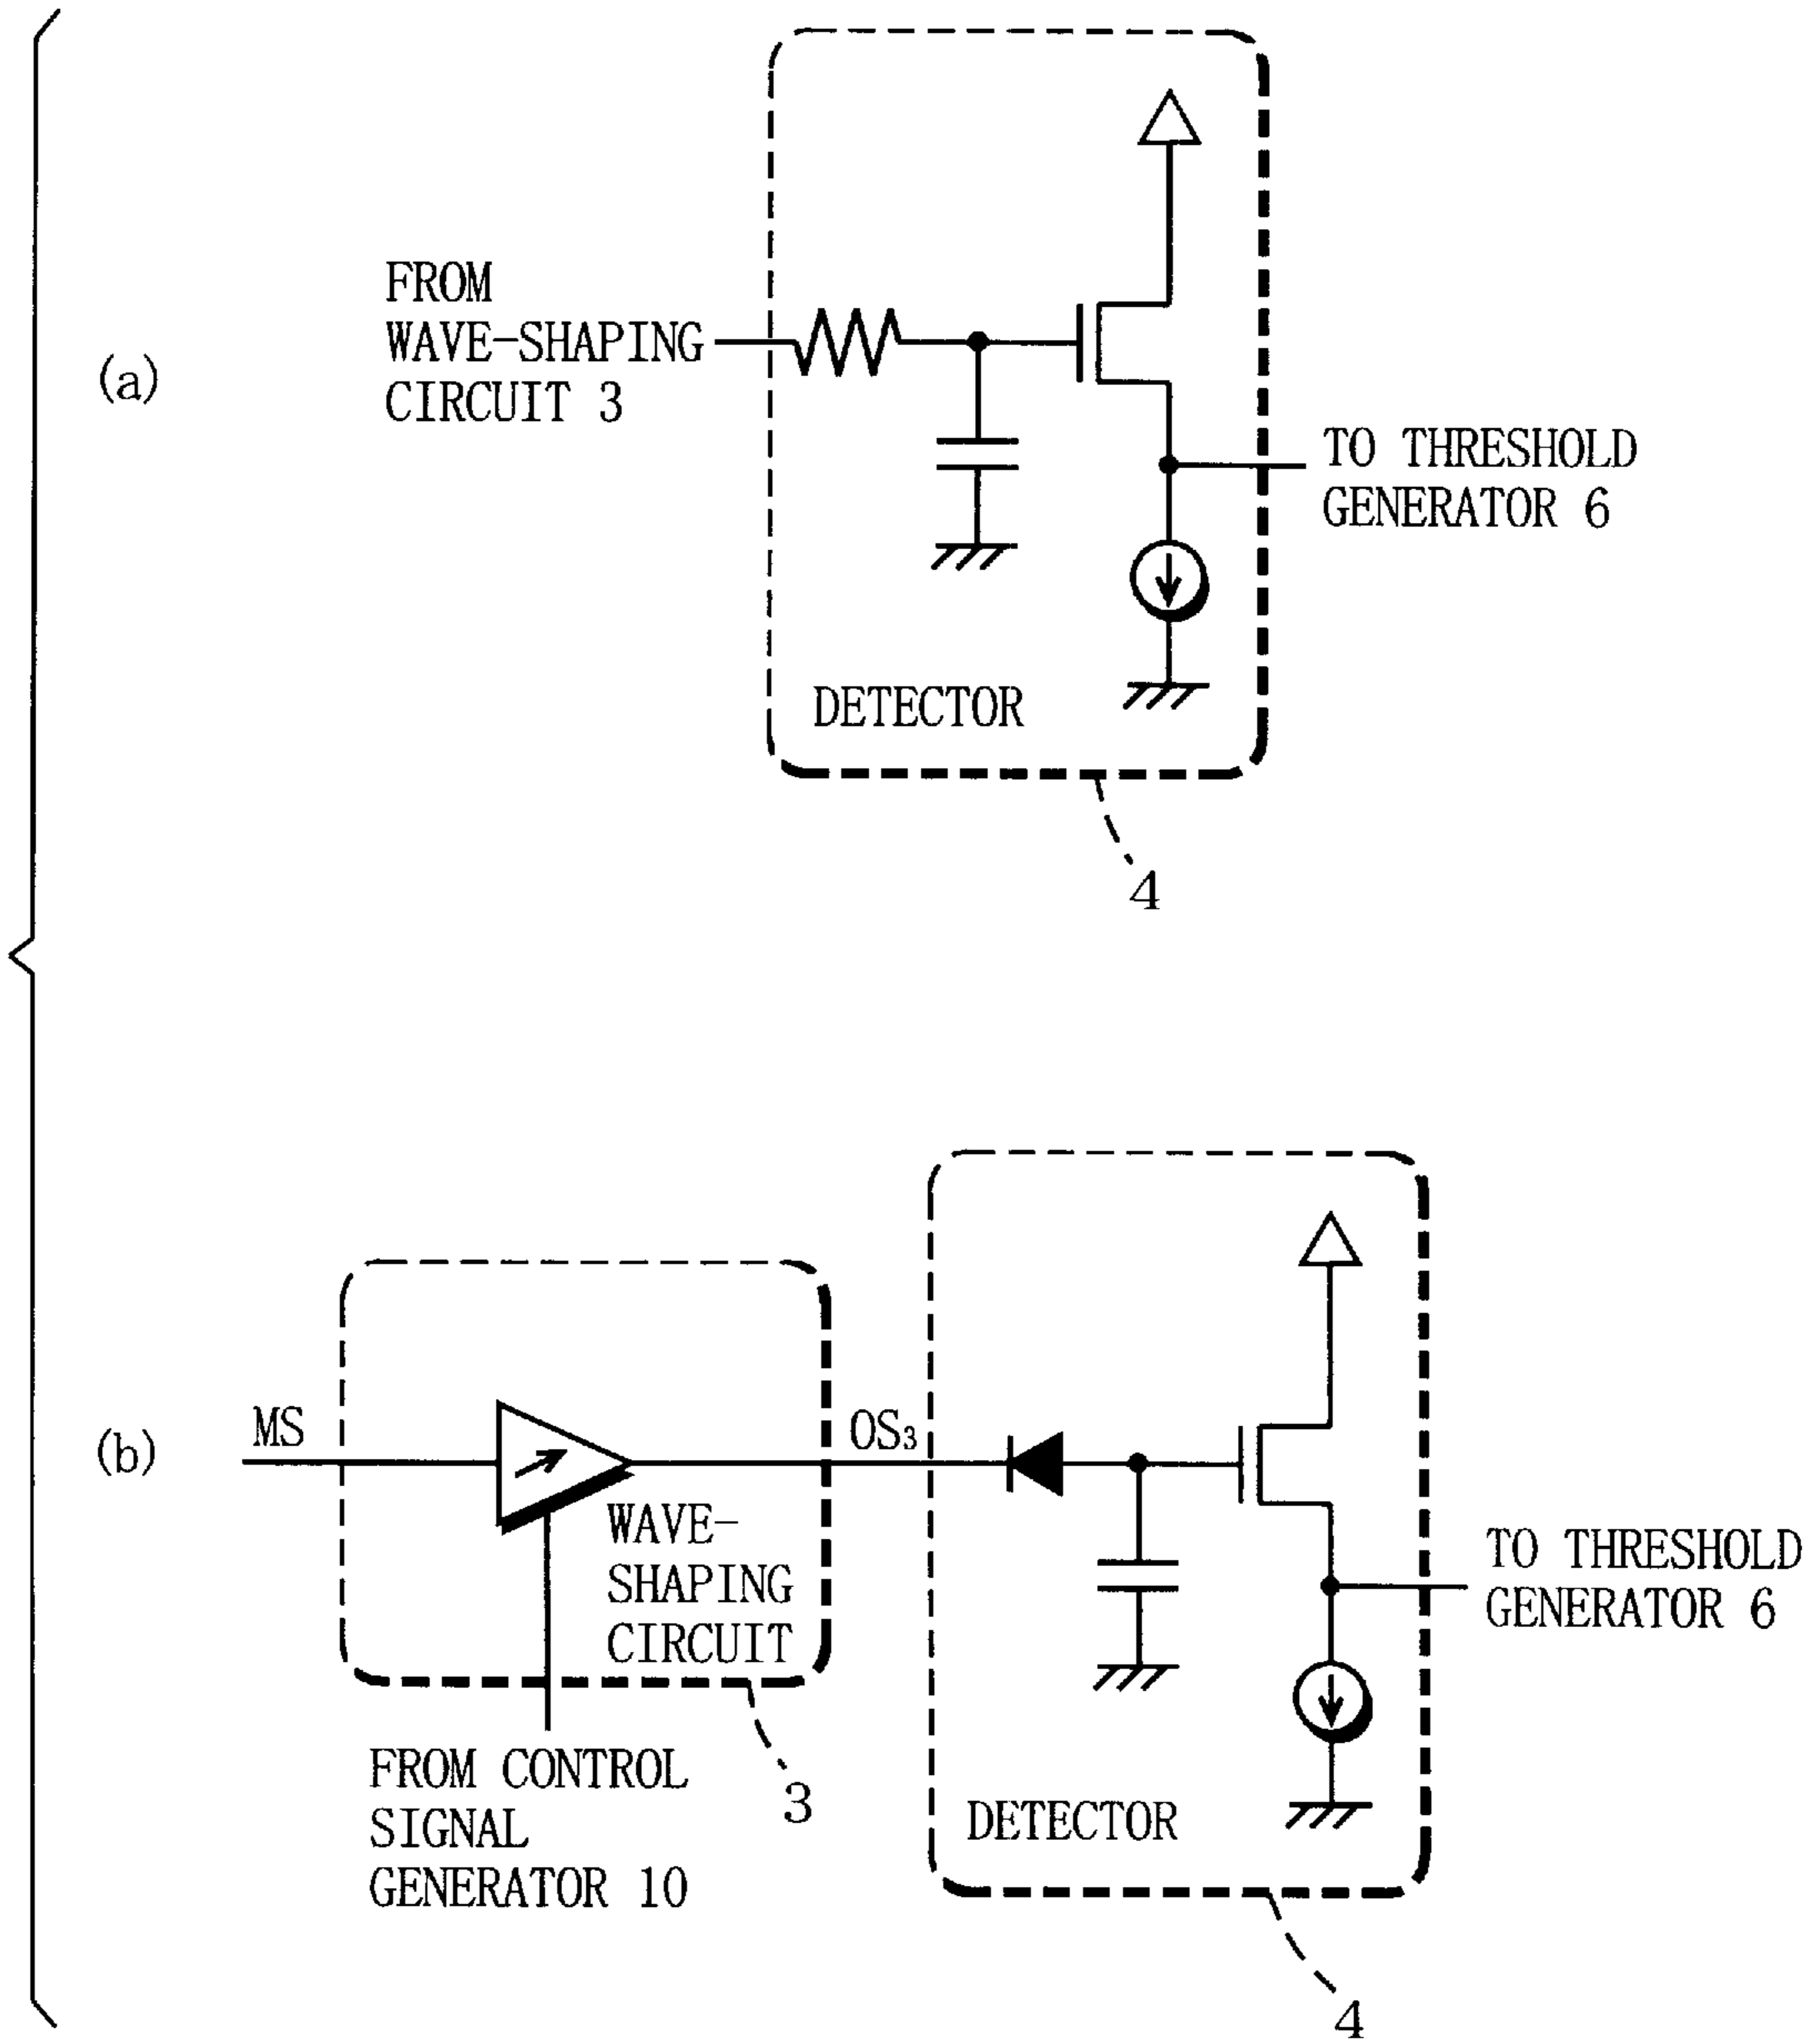 (a)
FROM
WAVE-SHAPING
CIRCUIT 3
TO THRESHOLD
GENERATOR 6
DETECTOR
4
(b)
MS
OS₃
WAVE-
SHAPING
CIRCUIT
TO THRESHOLD
GENERATOR 6
FROM CONTROL
SIGNAL
GENERATOR 10
3
DETECTOR
4